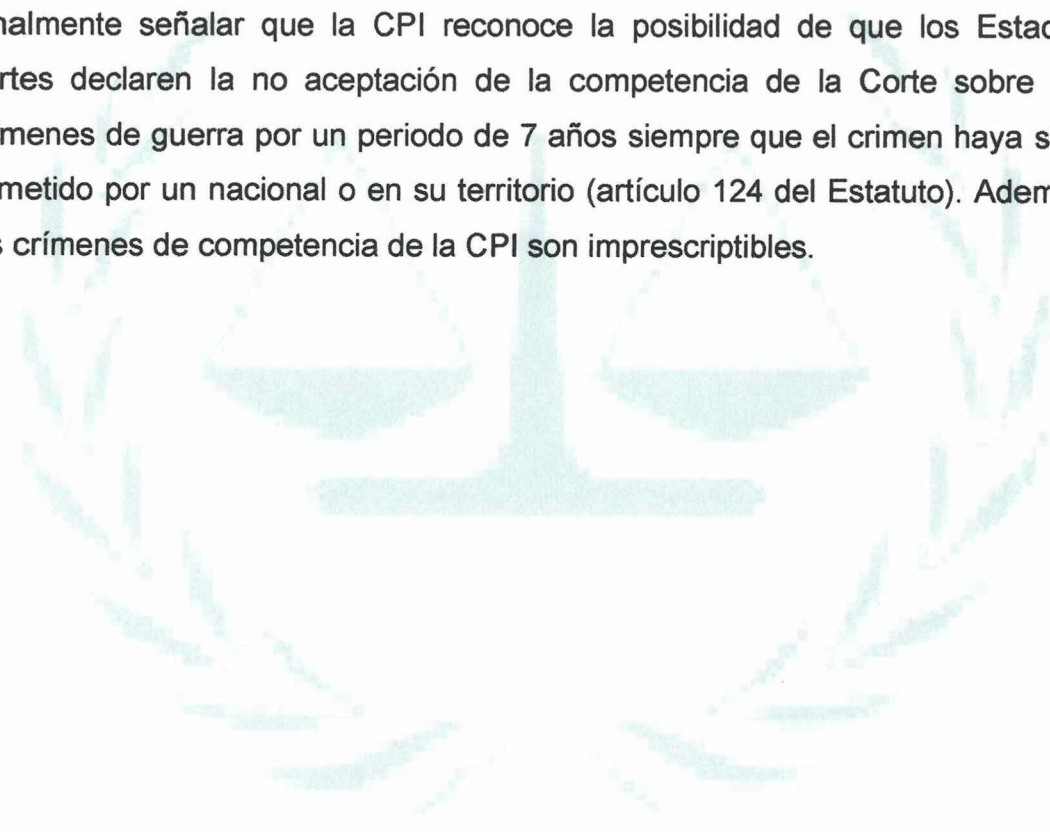 nalmente señalar que la CPI reconoce la posibilidad de que los Estad
rtes declaren la no aceptación de la competencia de la Corte sobre
menes de guerra por un periodo de 7 años siempre que el crimen haya s
metido por un nacional o en su territorio (artículo 124 del Estatuto). Adem
s crímenes de competencia de la CPI son imprescriptibles.